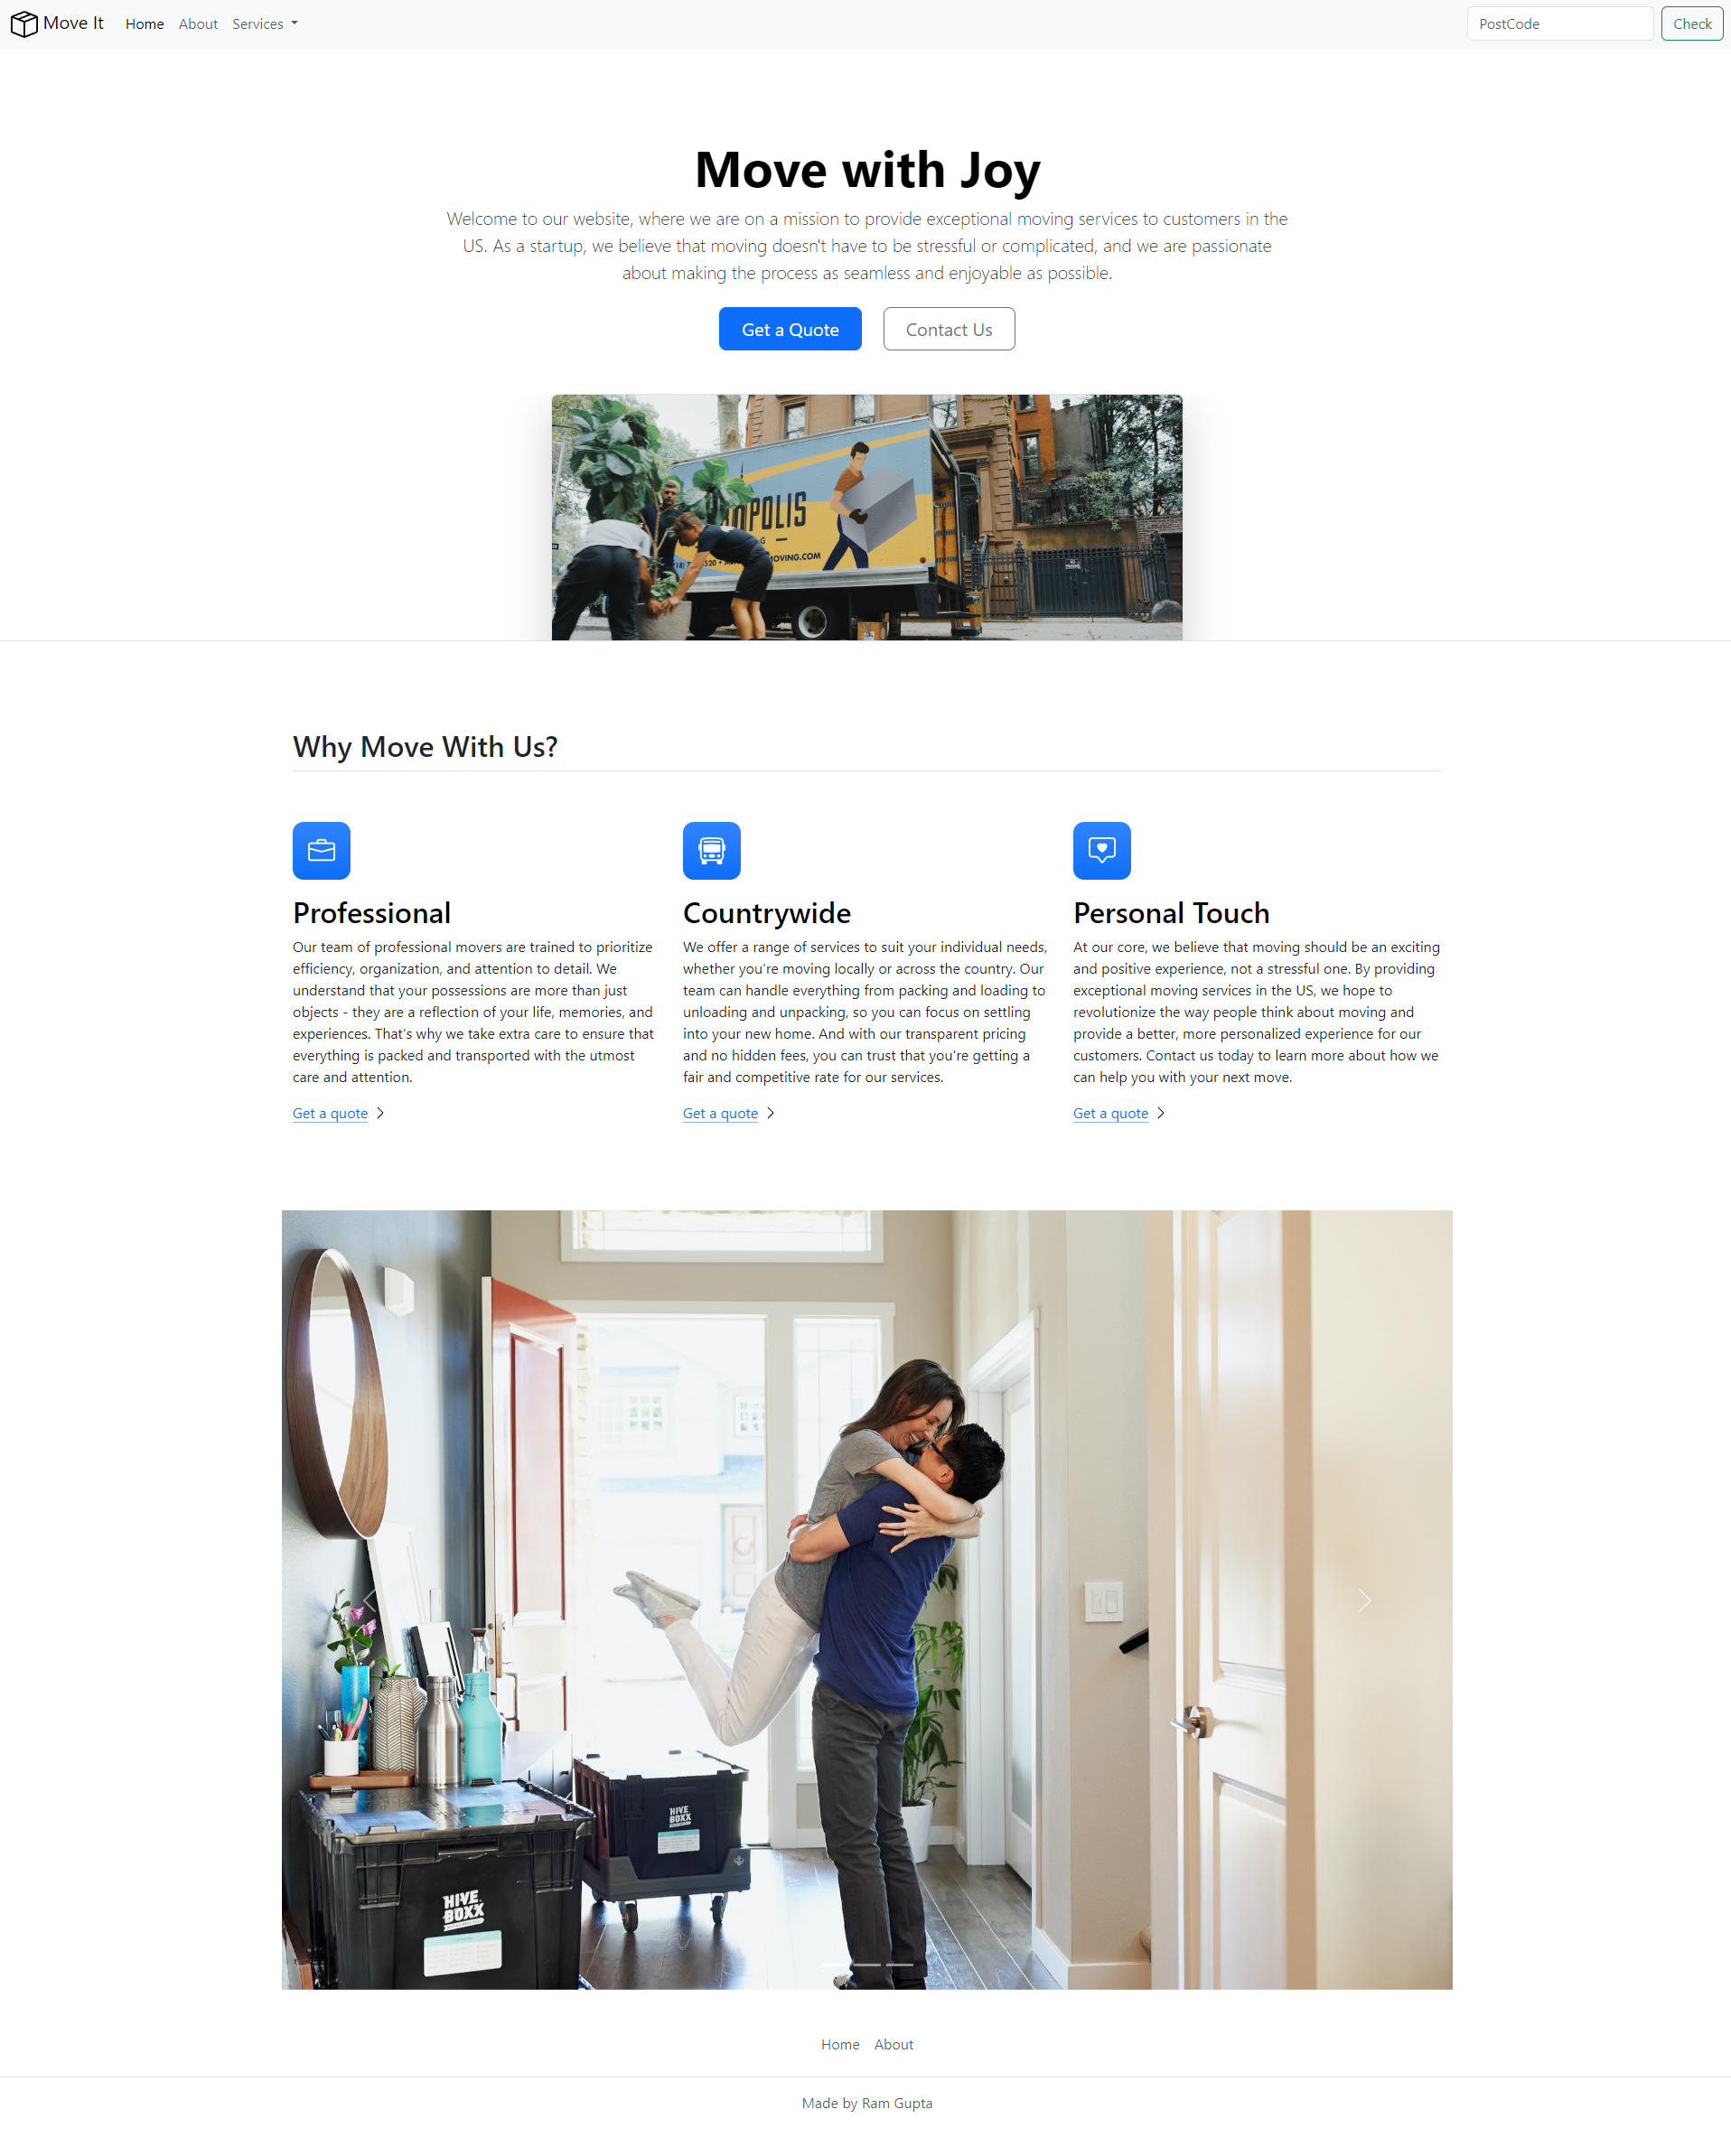 Move It Home About Services PostCode Check
Move with Joy
Welcome to our website, where we are on a mission to provide exceptional moving services to customers in the
US. As a startup, we believe that moving doesn't have to be stressful or complicated, and we are passionate
about making the process as seamless and enjoyable as possible.
Get a Quote Contact Us
POLIS
MOVING.COM
Why Move With Us?
Professional
Our team of professional movers are trained to prioritize
efficiency, organization, and attention to detail. We
understand that your possessions are more than just
objects - they are a reflection of your life, memories, and
experiences. That's why we take extra care to ensure that
everything is packed and transported with the utmost
care and attention.
Get a quote
Countrywide
We offer a range of services to suit your individual needs,
whether you're moving locally or across the country. Our
team can handle everything from packing and loading to
unloading and unpacking, so you can focus on settling
into your new home. And with our transparent pricing
and no hidden fees, you can trust that you're getting a
fair and competitive rate for our services.
Get a quote
Personal Touch
At our core, we believe that moving should be an exciting
and positive experience, not a stressful one. By providing
exceptional moving services in the US, we hope to
revolutionize the way people think about moving and
provide a better, more personalized experience for our
customers. Contact us today to learn more about how we
can help you with your next move.
Get a quote
HIVE
BOXX
HIVE
BOXX
Home About
Made by Ram Gupta